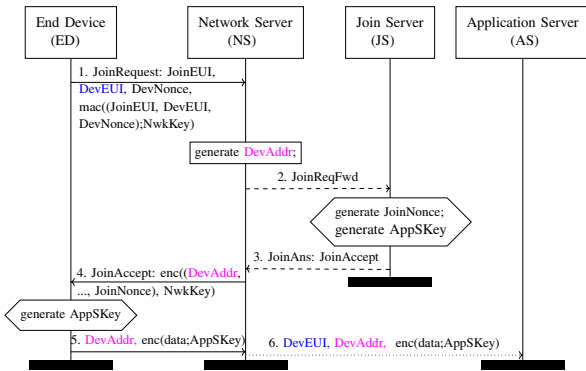 End Device
(ED)
Network Server
(NS)
Join Server
(JS)
Application Server
(AS)
1. JoinRequest: JoinEUI,
DevEUI, DevNonce,
mac((JoinEUI, DevEUI,
DevNonce);NwkKey)
generate DevAddr;
2. JoinReqFwd
generate JoinNonce;
generate AppSKey
3. JoinAns: JoinAccept
4. JoinAccept: enc((DevAddr,
..., JoinNonce), NwkKey)
generate AppSKey
5. DevAddr, enc(data;AppSKey)
6. DevEUI, DevAddr, enc(data;AppSKey)